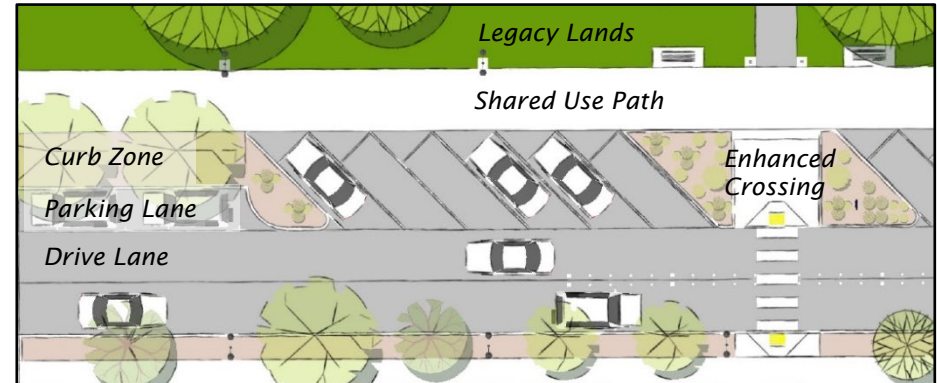 Legacy Lands
Shared Use Path
Curb Zone
Enhanced
Crossing
Parking Lane
Drive Lane